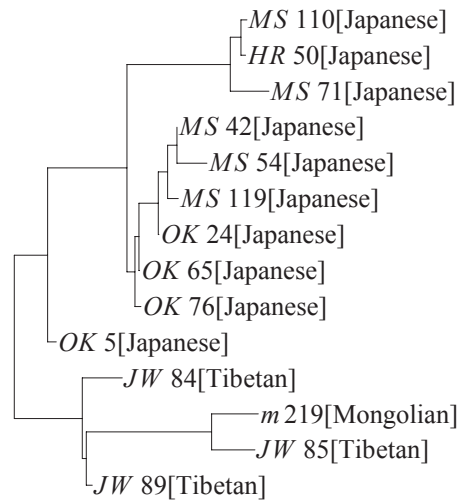 MS 110[Japanese]
HR 50[Japanese]
MS 71[Japanese]
MS 42[Japanese]
MS 54[Japanese]
MS 119[Japanese]
OK 24[Japanese]
OK 65[Japanese]
OK 76[Japanese]
OK 5[Japanese]
JW 84[Tibetan]
m 219[Mongolian]
JW 85[Tibetan]
JW 89[Tibetan]